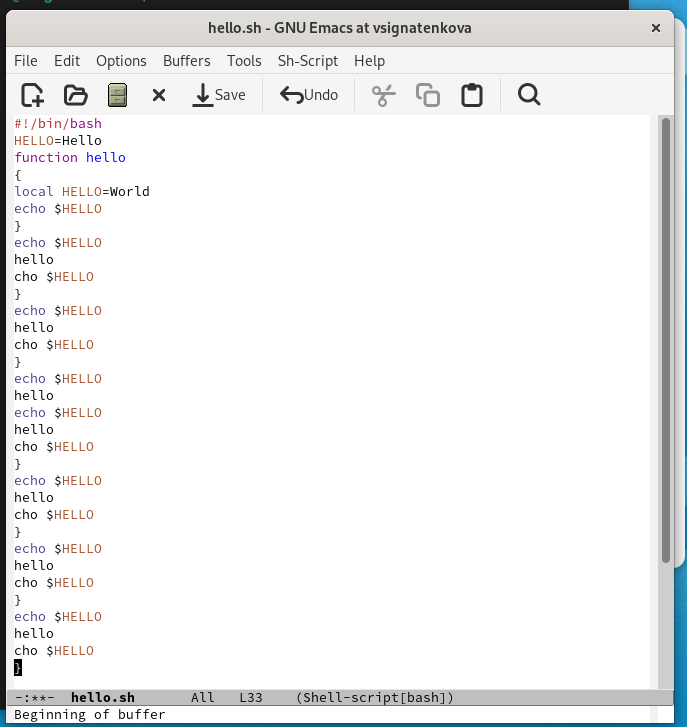 hello.sh - GNU Emacs at vsignatenkova
File Edit Options Buffers Tools Sh-Script Help
Save Undo
#!/bin/bash
HELLO=Hello
function hello
{
local HELLO=World
echo $HELLO
}
echo $HELLO
hello
cho $HELLO
}
echo $HELLO
hello
cho $HELLO
}
echo $HELLO
hello
echo $HELLO
hello
cho $HELLO
}
echo $HELLO
hello
cho $HELLO
}
echo $HELLO
hello
cho $HELLO
}
echo $HELLO
hello
cho $HELLO
}
-:**- hello.sh All L33 (Shell-script[bash])
Beginning of buffer